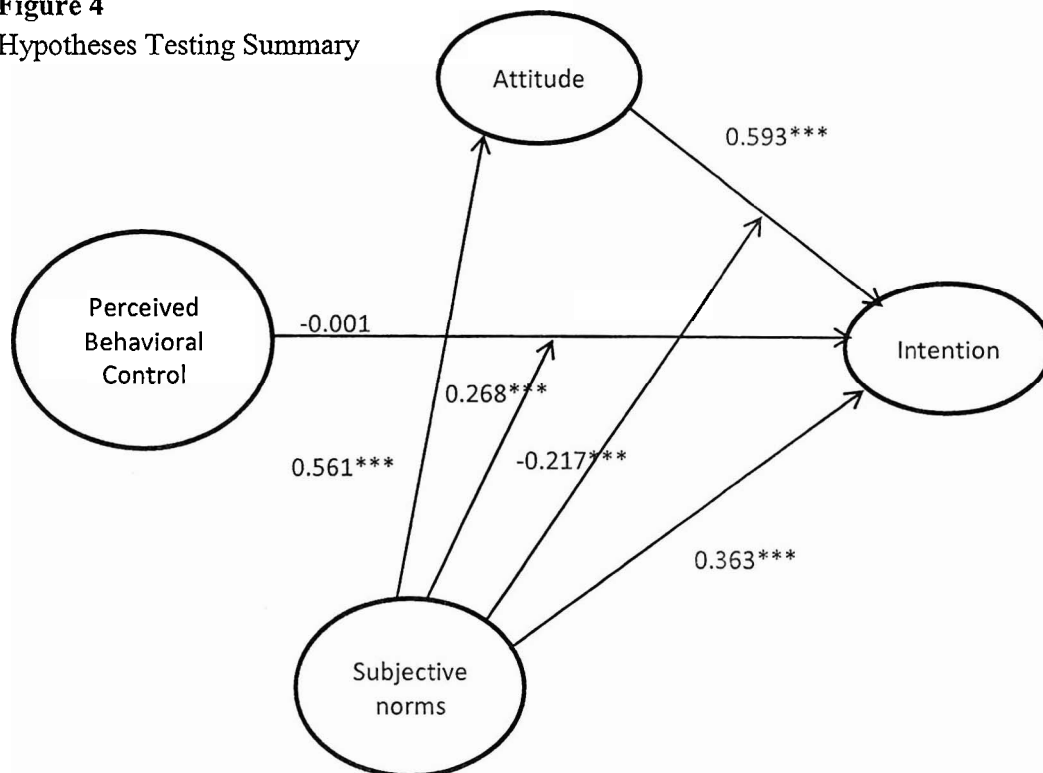 Figure 4
Hypotheses Testing Summary
Attitude
0.593***
Perceived
Behavioral
Control
-0.001
Intention
0.268***
0.561***
-0.217***
0.363***
Subjective
norms